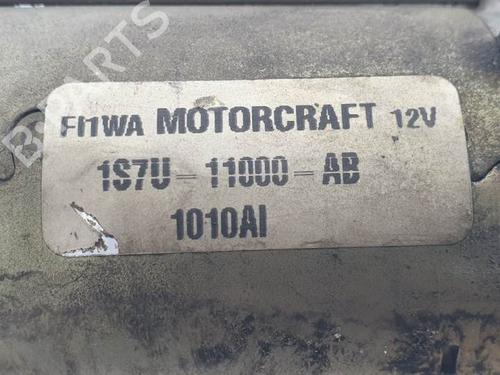 FI1WA MOTORCRAFT 12V
1S7U-11000-AB
1010AI